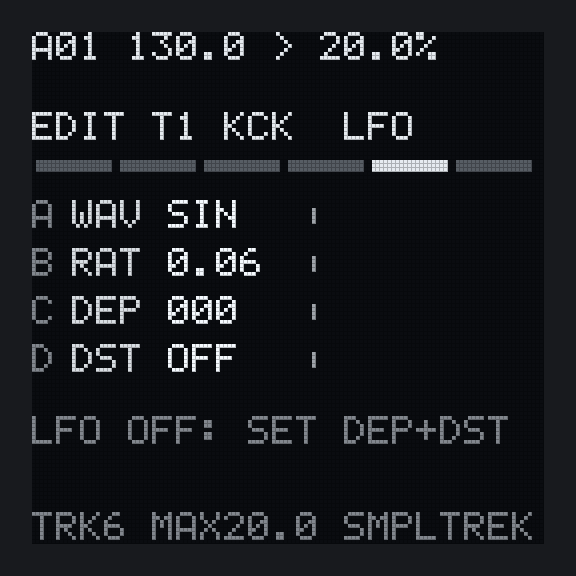 A01 130.0 > 20.0%
EDIT T1 KCK LFO
A WAV SIN
B RAT 0.06
C DEP 000
D DST OFF
LFO OFF: SET DEP+DST
TRK6 MAX20.0 SMPLTREK